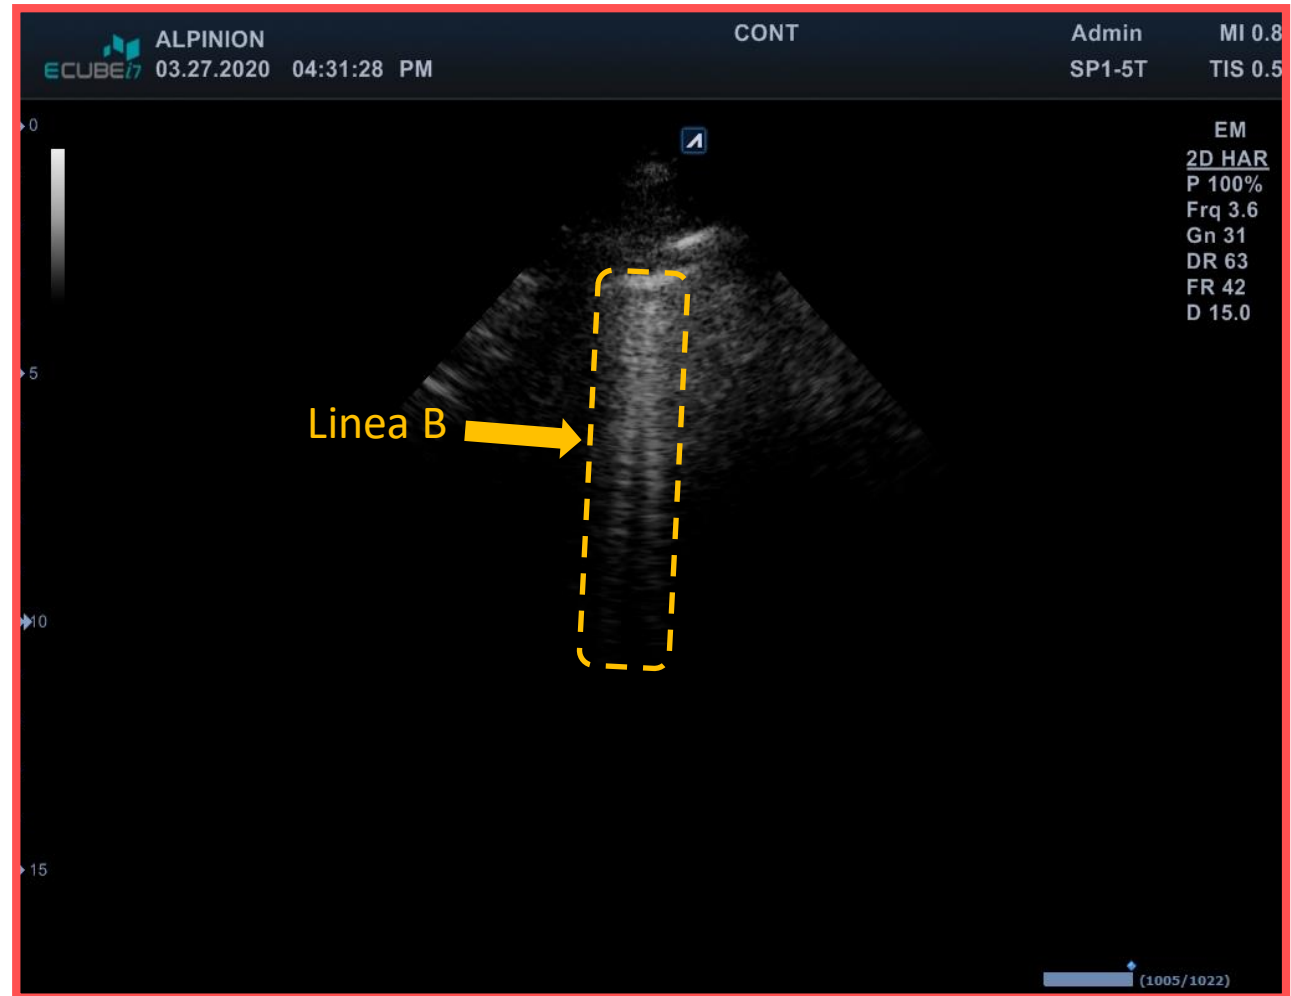 ALPINION
ECUBEi7 03.27.2020 04:31:28 PM
CONT
Admin MI 0.8
SP1-5T TIS 0.5
EM
2D HAR
P 100%
Frq 3.6
Gn 31
DR 63
FR 42
D 15.0
0
5
Linea B
10
15
(1005/1022)